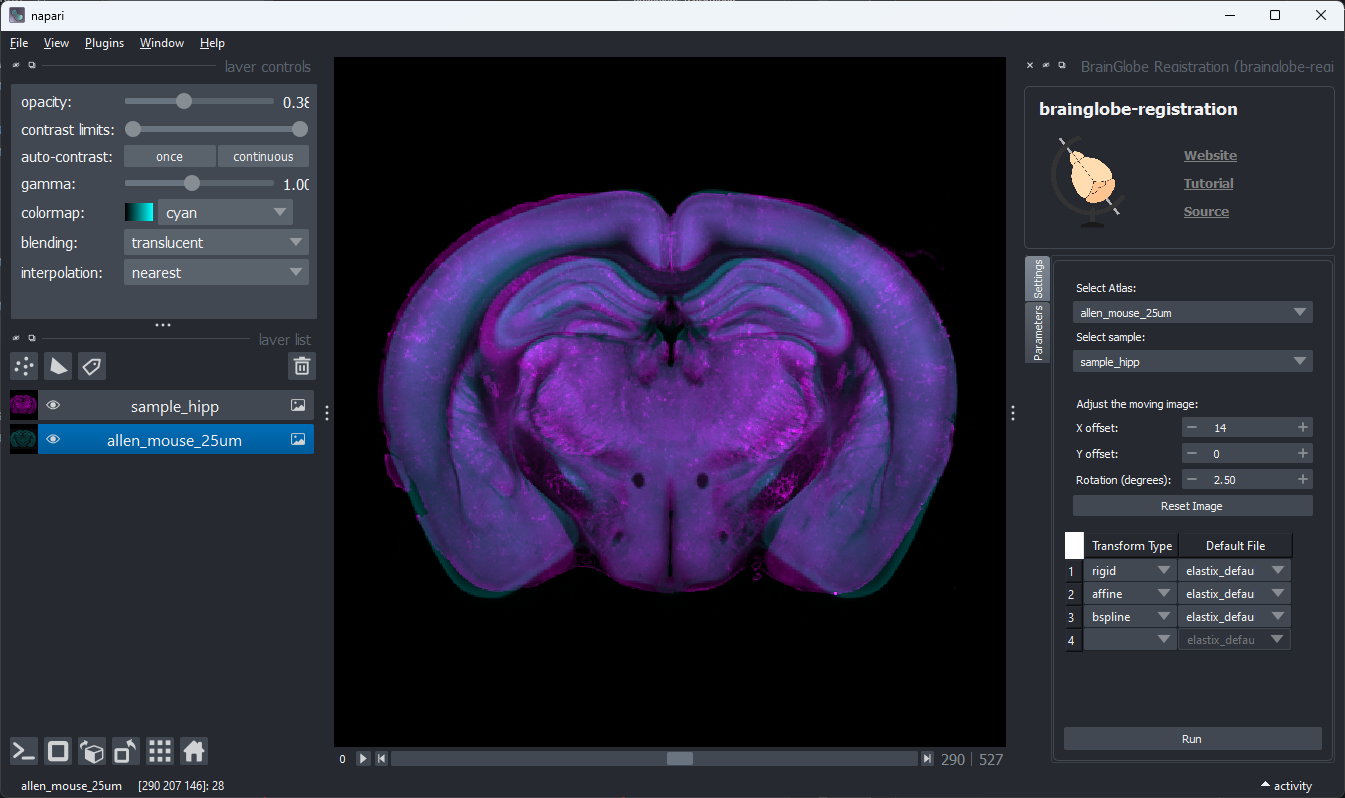 napari
File View Plugins Window Help
layer controls
opacity: 0.38
contrast limits:
auto-contrast: once continuous
gamma: 1.00
colormap: cyan
blending: translucent
interpolation: nearest
layer list
sample_hipp
allen_mouse_25um
0 290 527
allen_mouse_25um [290 207 146]: 28
BrainGlobe Registration (brainglobe-regi
brainglobe-registration
Website
Tutorial
Source
Settings
Parameters
Select Atlas:
allen_mouse_25um
Select sample:
sample_hipp
Adjust the moving image:
X offset: 14
Y offset: 0
Rotation (degrees): 2.50
Reset Image
Transform Type Default File
1 rigid elastix_defau
2 affine elastix_defau
3 bspline elastix_defau
4 elastix_defau
Run
activity